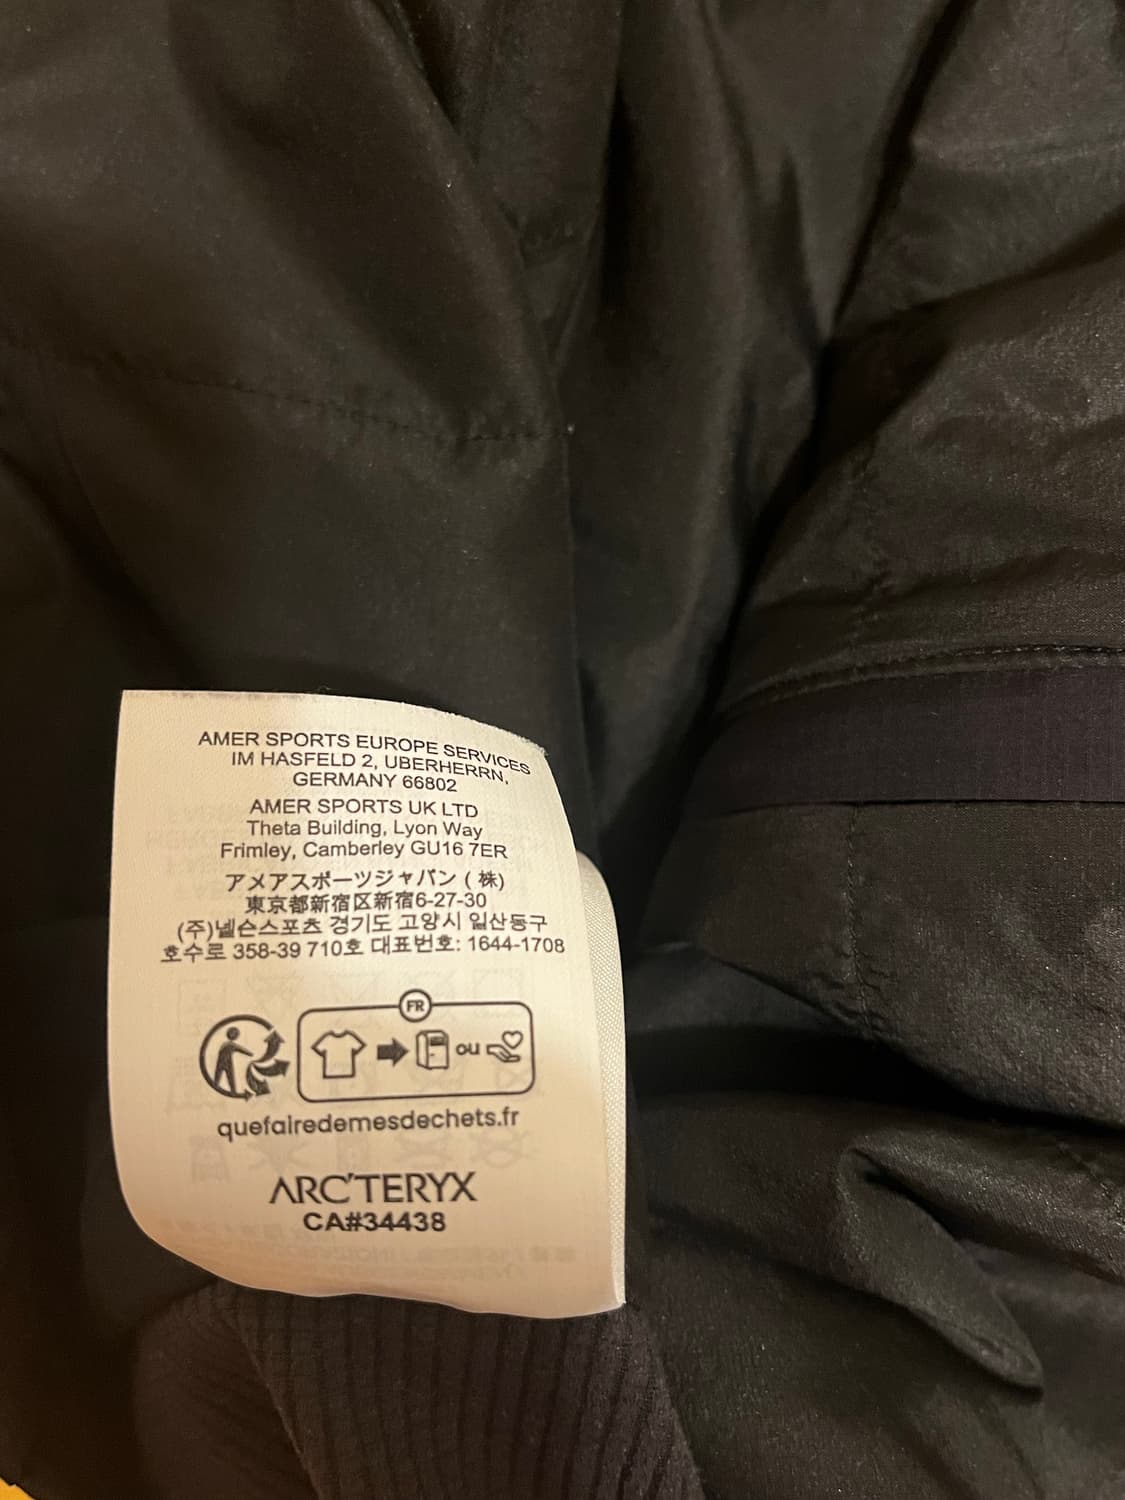 AMER SPORTS EUROPE SERVICES
IM HASFELD 2, UBERHERRN,
GERMANY 66802
AMER SPORTS UK LTD
Theta Building, Lyon Way
Frimley, Camberley GU16 7ER
アメアスポーツジャパン (株)
東京都新宿区新宿6-27-30
(주)넬슨스포츠 경기도 고양시 일산동구
호수로 358-39 710호 대표번호: 1644-1708
FR
ou
quefairedemesdechets.fr
ARC'TERYX
CA#34438